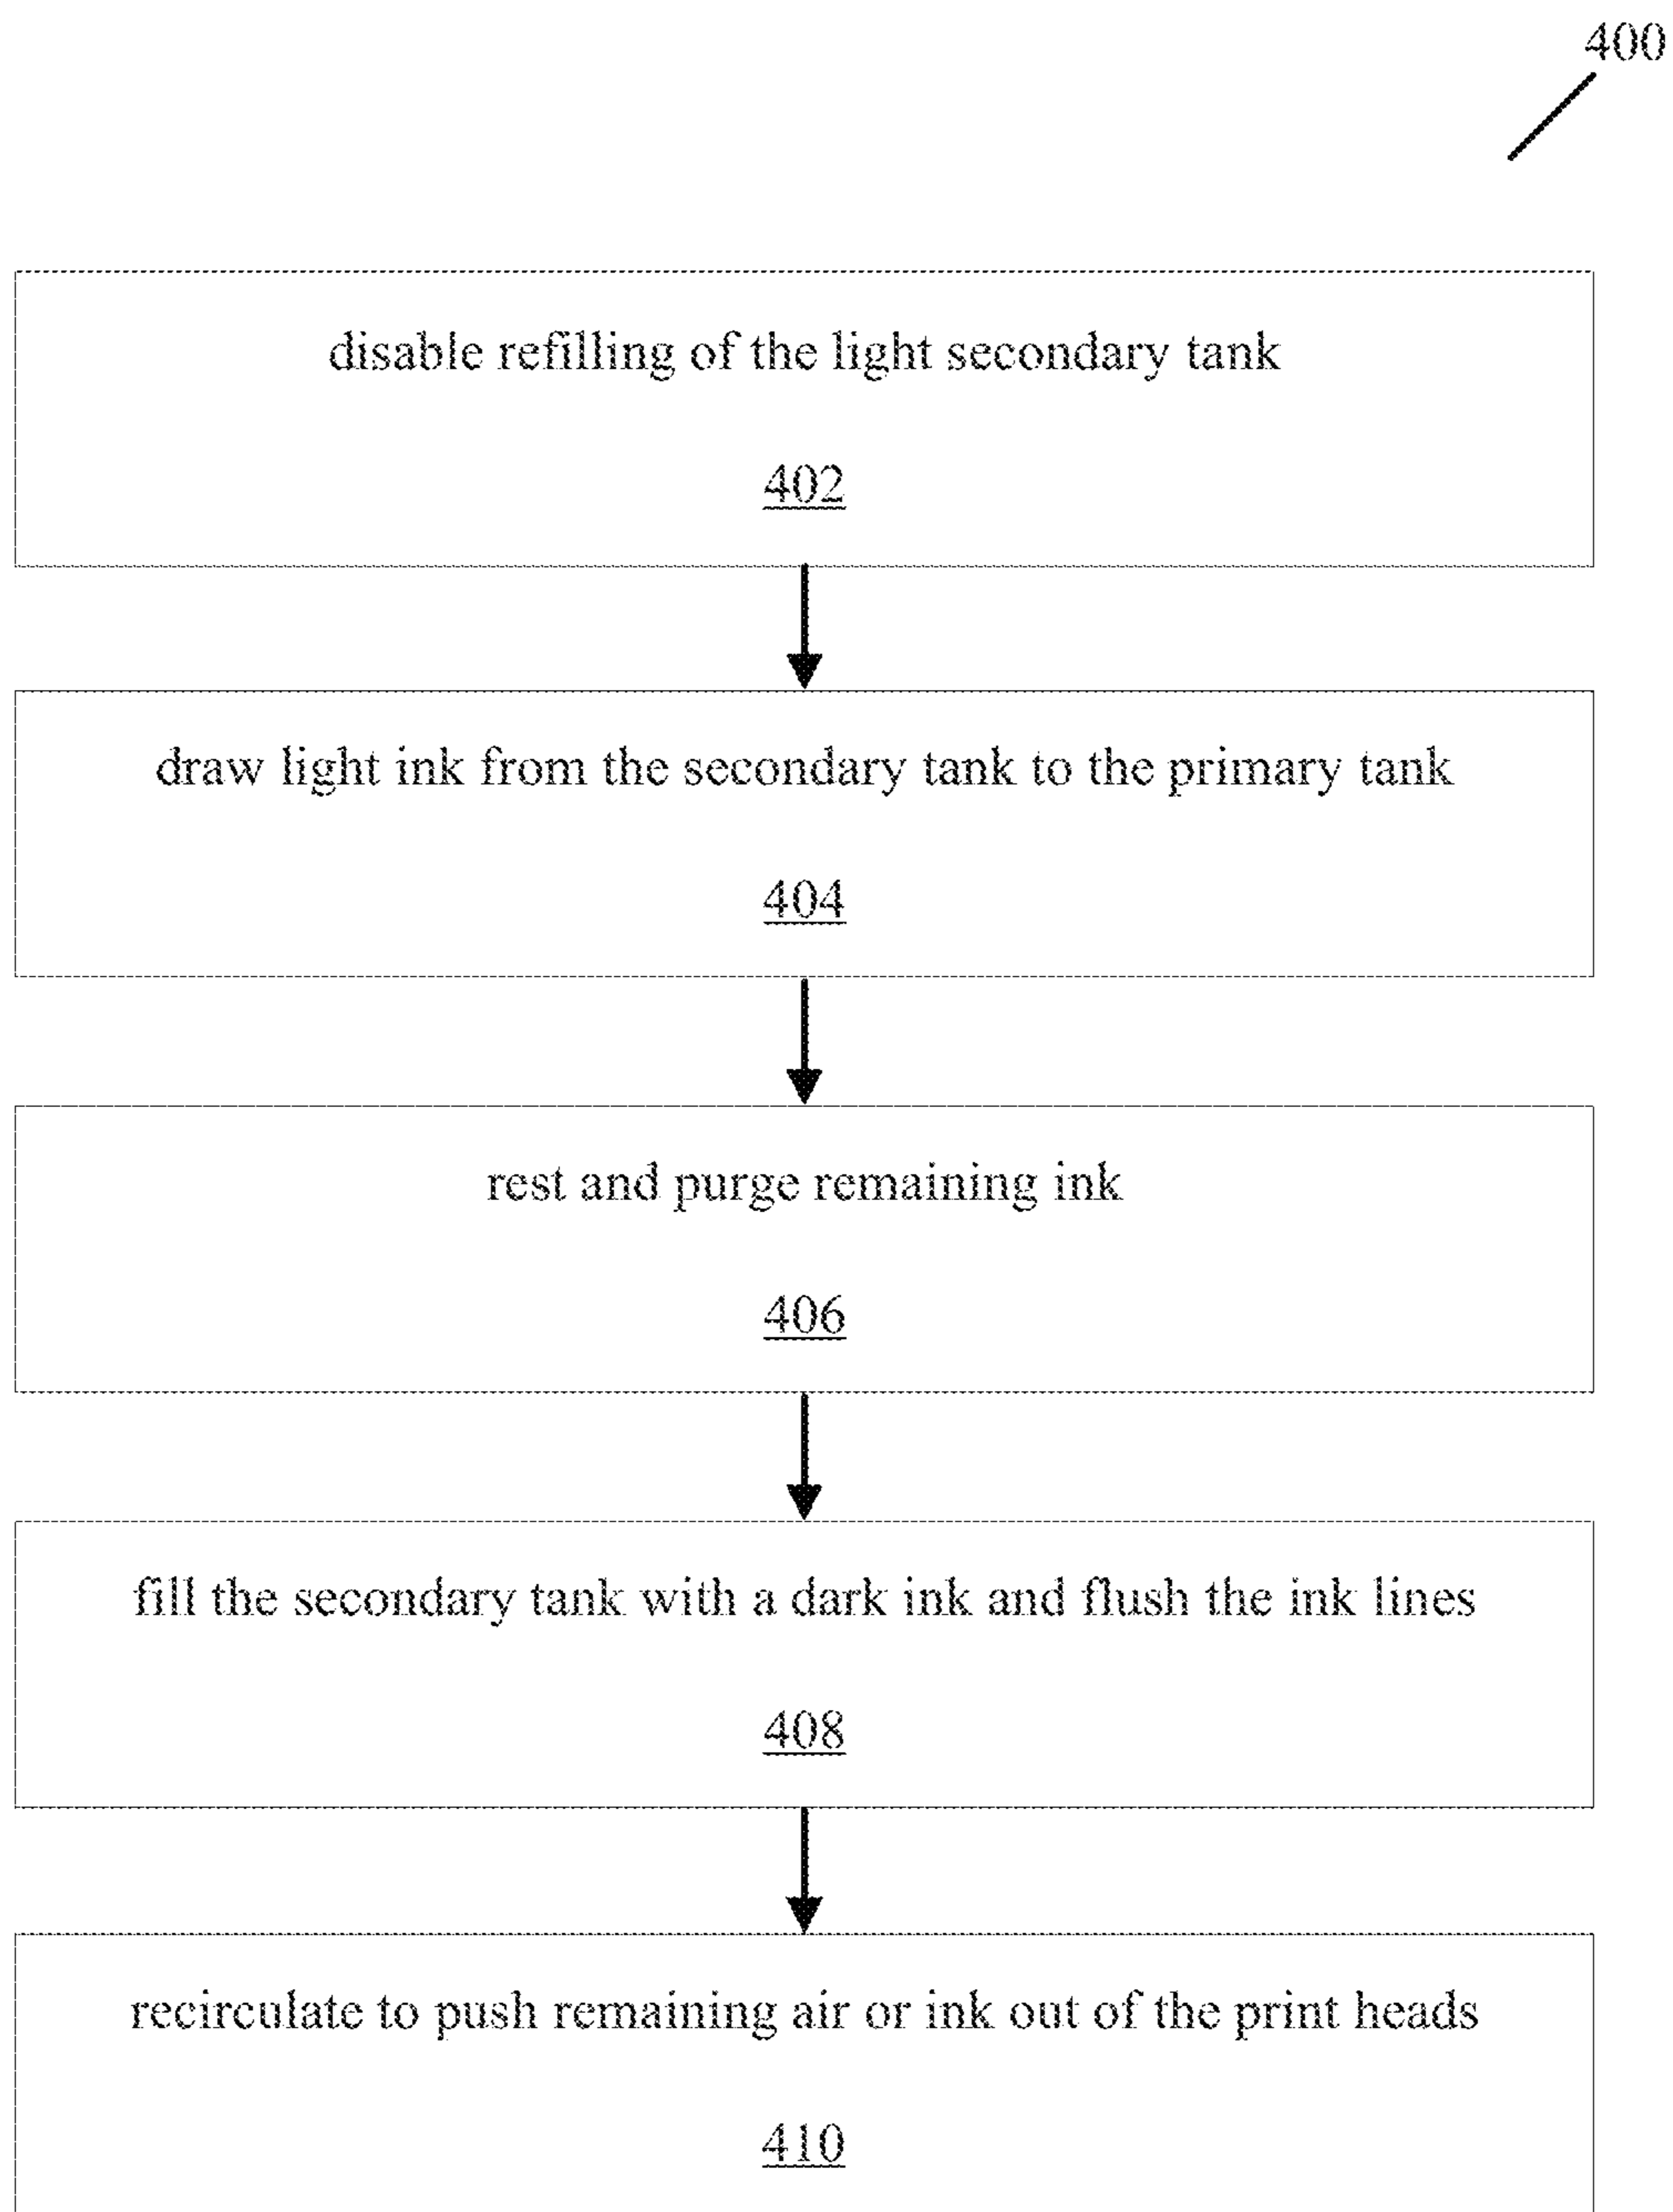 400
disable refilling of the light secondary tank
402
draw light ink from the secondary tank to the primary tank
404
rest and purge remaining ink
406
fill the secondary tank with a dark ink and flush the ink lines
408
recirculate to push remaining air or ink out of the print heads
410